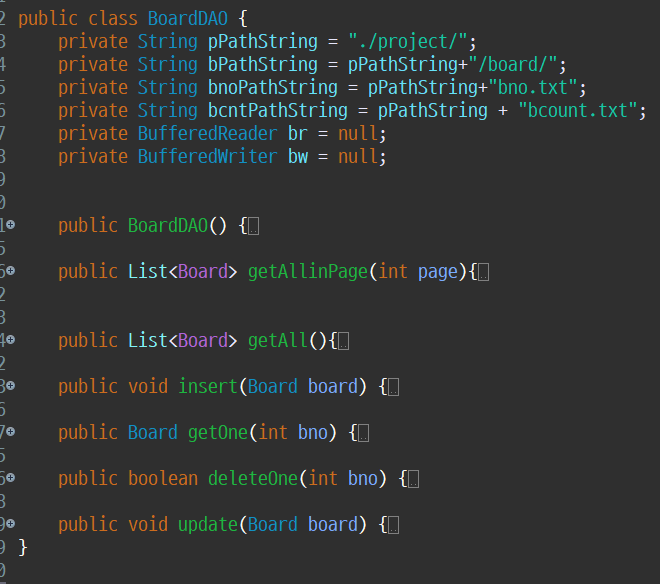 public class BoardDAO {
private String pPathString = "./project/";
private String bPathString = pPathString+"/board/";
private String bnoPathString = pPathString+"bno.txt";
private String bcntPathString = pPathString + "bcount.txt";
private BufferedReader br = null;
private BufferedWriter bw = null;
public BoardDAO() {
public List<Board> getAllinPage(int page){
public List<Board> getAll(){
public void insert(Board board) {
public Board getOne(int bno) {
public boolean deleteOne(int bno) {
public void update(Board board) {
}